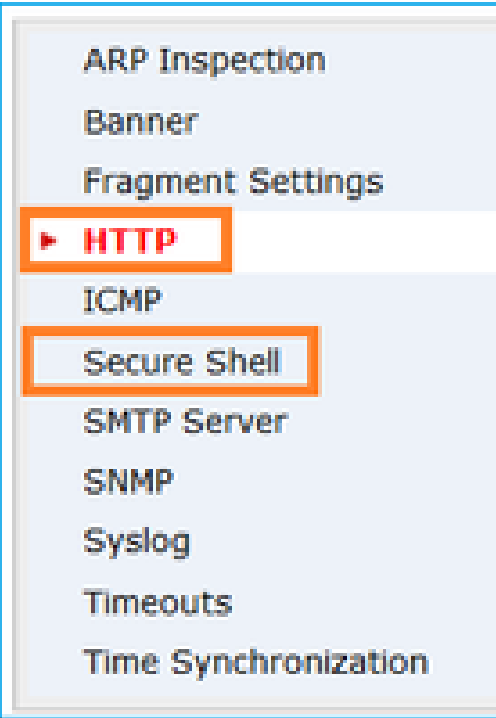 ARP Inspection
Banner
Fragment Settings
HTTP
ICMP
Secure Shell
SMTP Server
SNMP
Syslog
Timeouts
Time Synchronization